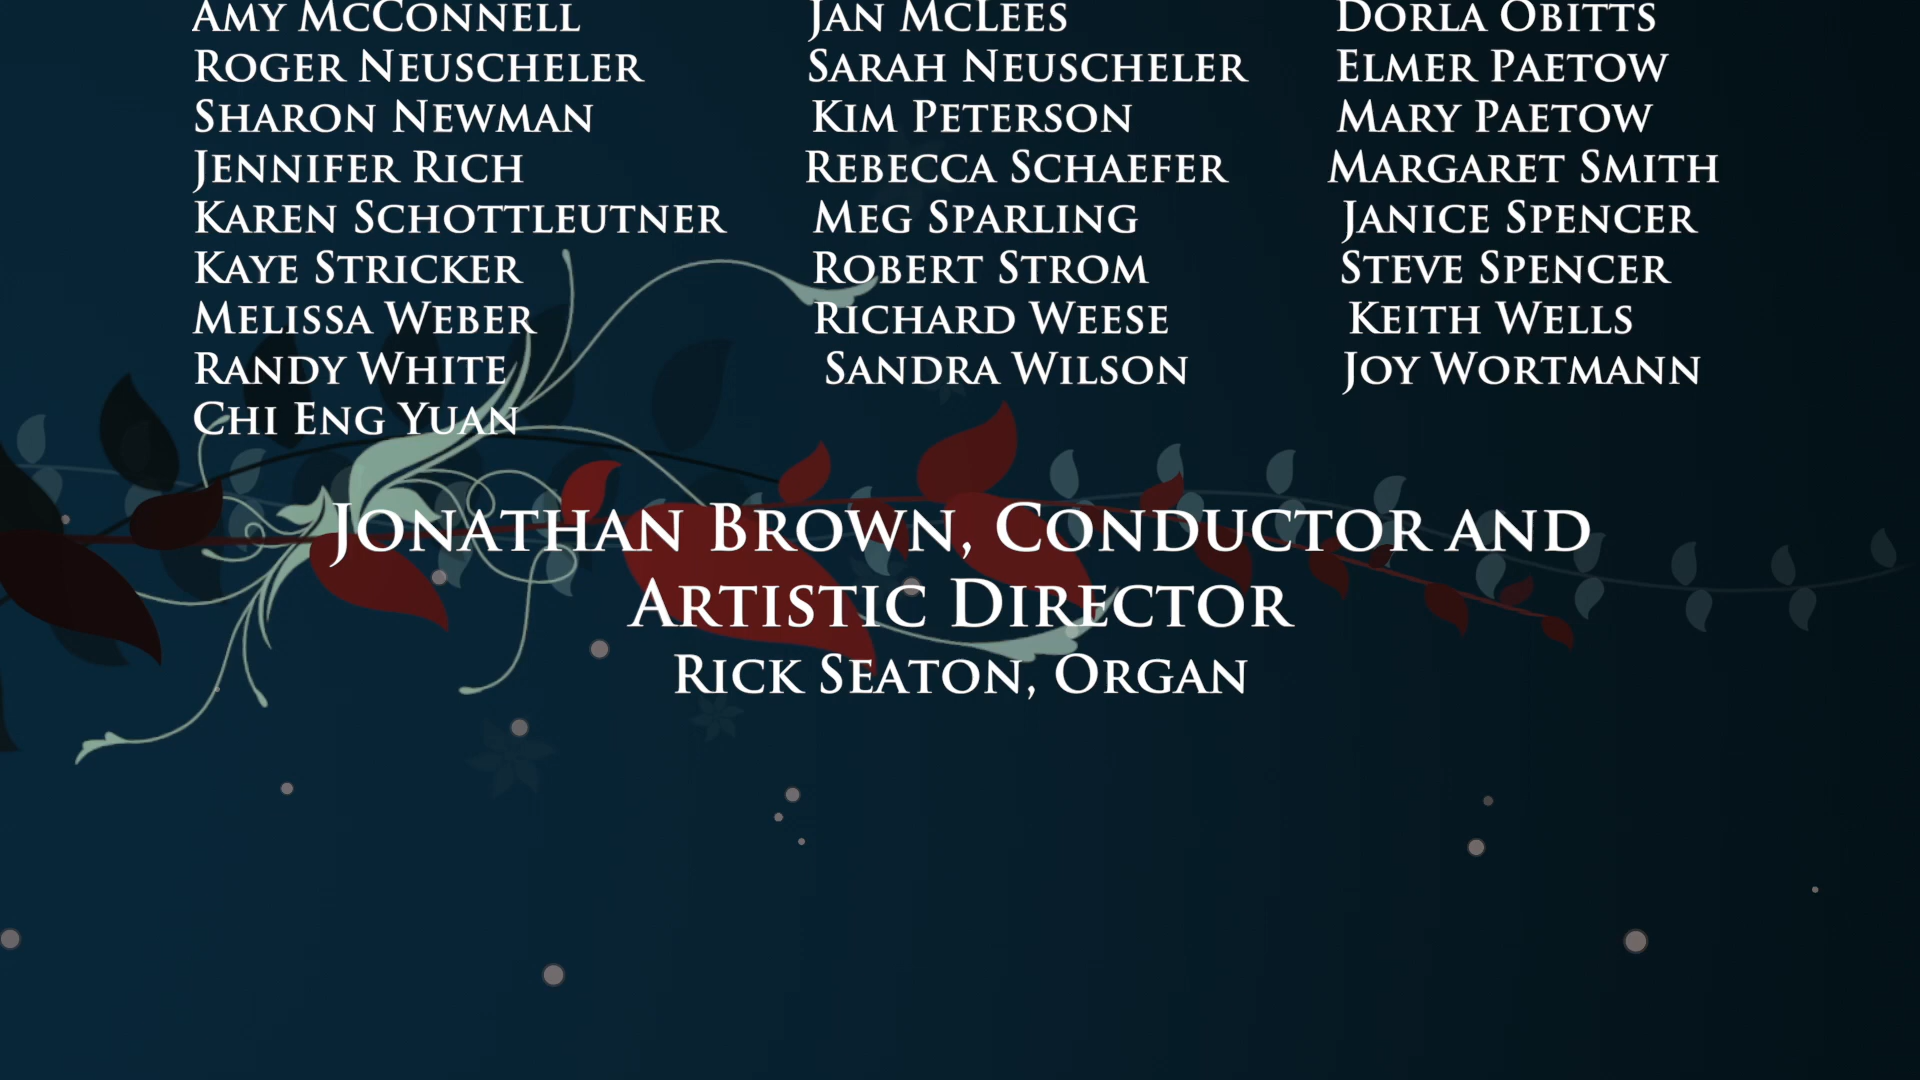 Amy McConnell Jan McLees Dorla Obitts
Roger Neuscheler Sarah Neuscheler Elmer Paetow
Sharon Newman Kim Peterson Mary Paetow
Jennifer Rich Rebecca Schaefer Margaret Smith
Karen Schottleutner Meg Sparling Janice Spencer
Kaye Stricker Robert Strom Steve Spencer
Melissa Weber Richard Weese Keith Wells
Randy White Sandra Wilson Joy Wortmann
Chi Eng Yuan
Jonathan Brown, Conductor and
Artistic Director
Rick Seaton, Organ